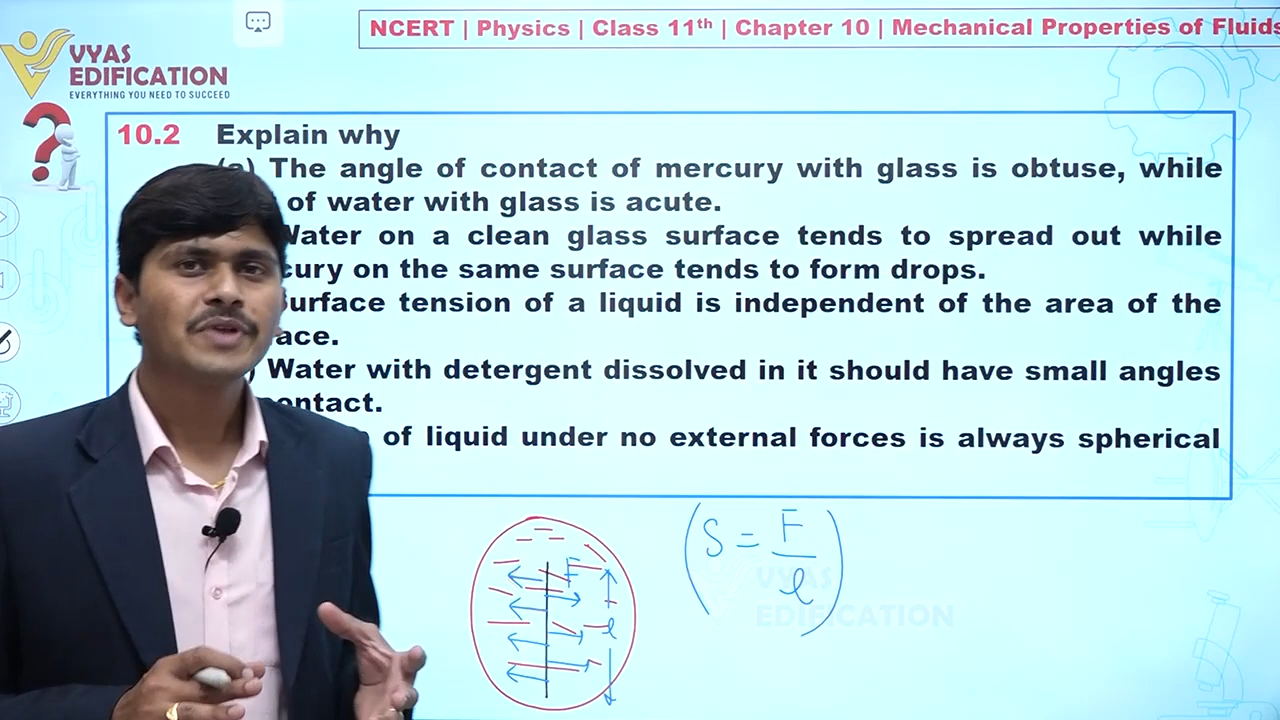 NCERT | Physics | Class 11th | Chapter 10 | Mechanical Properties of Fluids
VYAS
EDIFICATION
EVERYTHING YOU NEED TO SUCCEED
10.2 Explain why
(a) The angle of contact of mercury with glass is obtuse, while
of water with glass is acute.
Water on a clean glass surface tends to spread out while
cury on the same surface tends to form drops.
Surface tension of a liquid is independent of the area of the
ace.
Water with detergent dissolved in it should have small angles
contact.
of liquid under no external forces is always spherical
F
l
(S = F/l)
VYAS
EDIFICATION